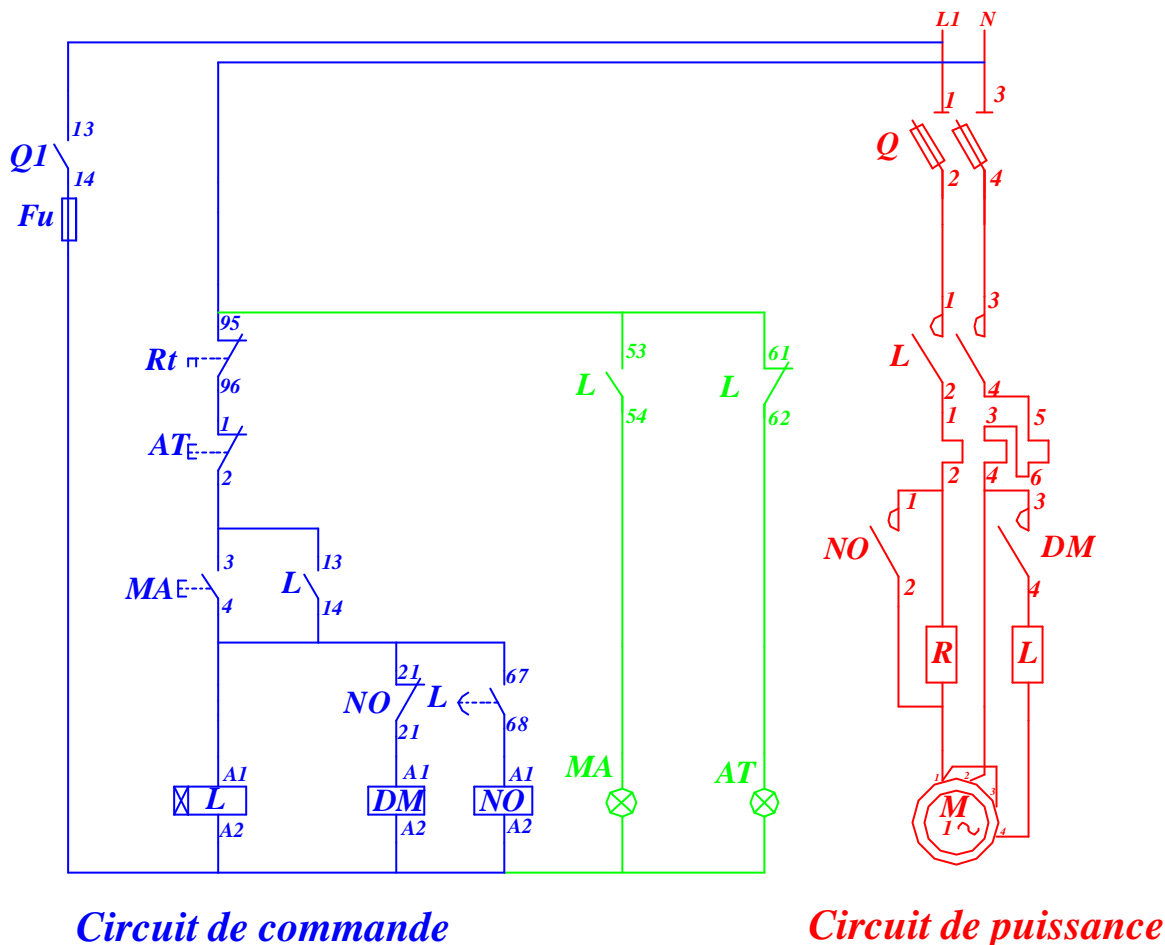 L1 N
1 3
13
Q1
14
Fu
Q
2 4
95
Rt
96
1
AT
2
53
L
54
61
L
62
1 3
L
2 4
1 3 5
2 4 6
3
MA
4
13
L
14
1
NO
2
3
DM
4
21
NO
21
67
L
68
R
L
A1
L
A2
A1
DM
A2
A1
NO
A2
MA
AT
1 2 3 4
M
1
Circuit de commande
Circuit de puissance